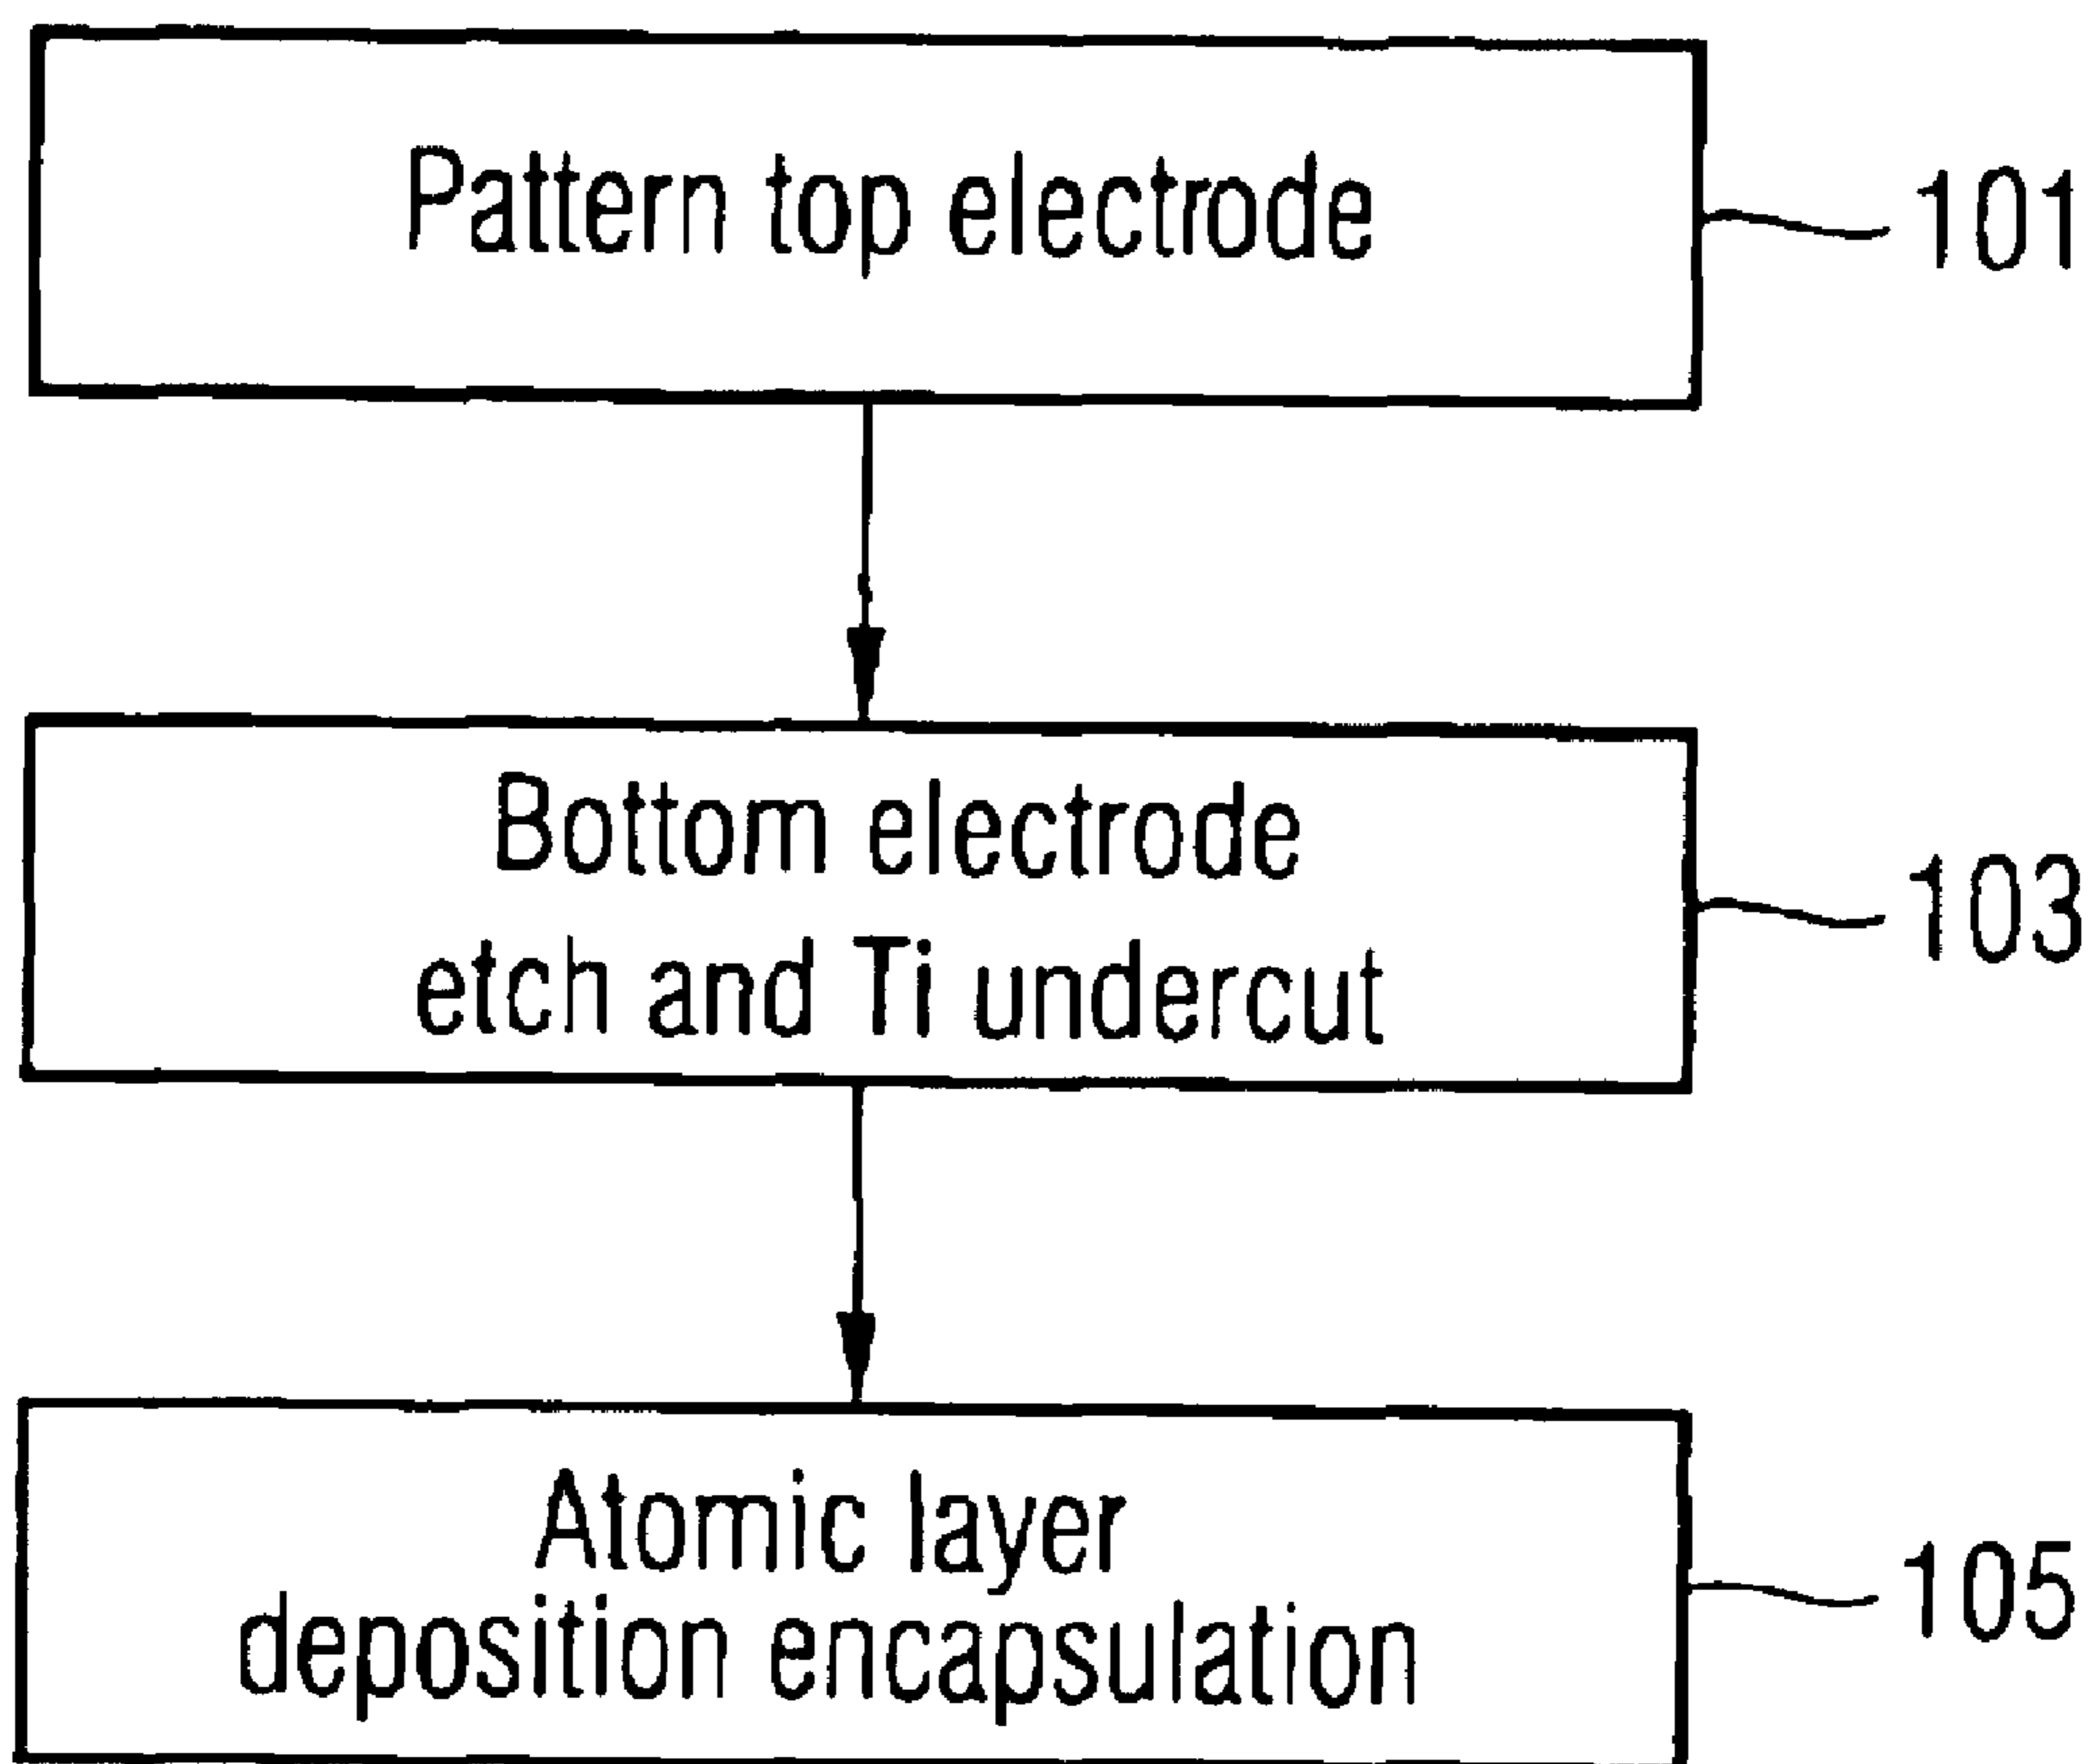 Pattern top electrode
101
Bottom electrode
etch and Ti undercut
103
Atomic layer
deposition encapsulation
105